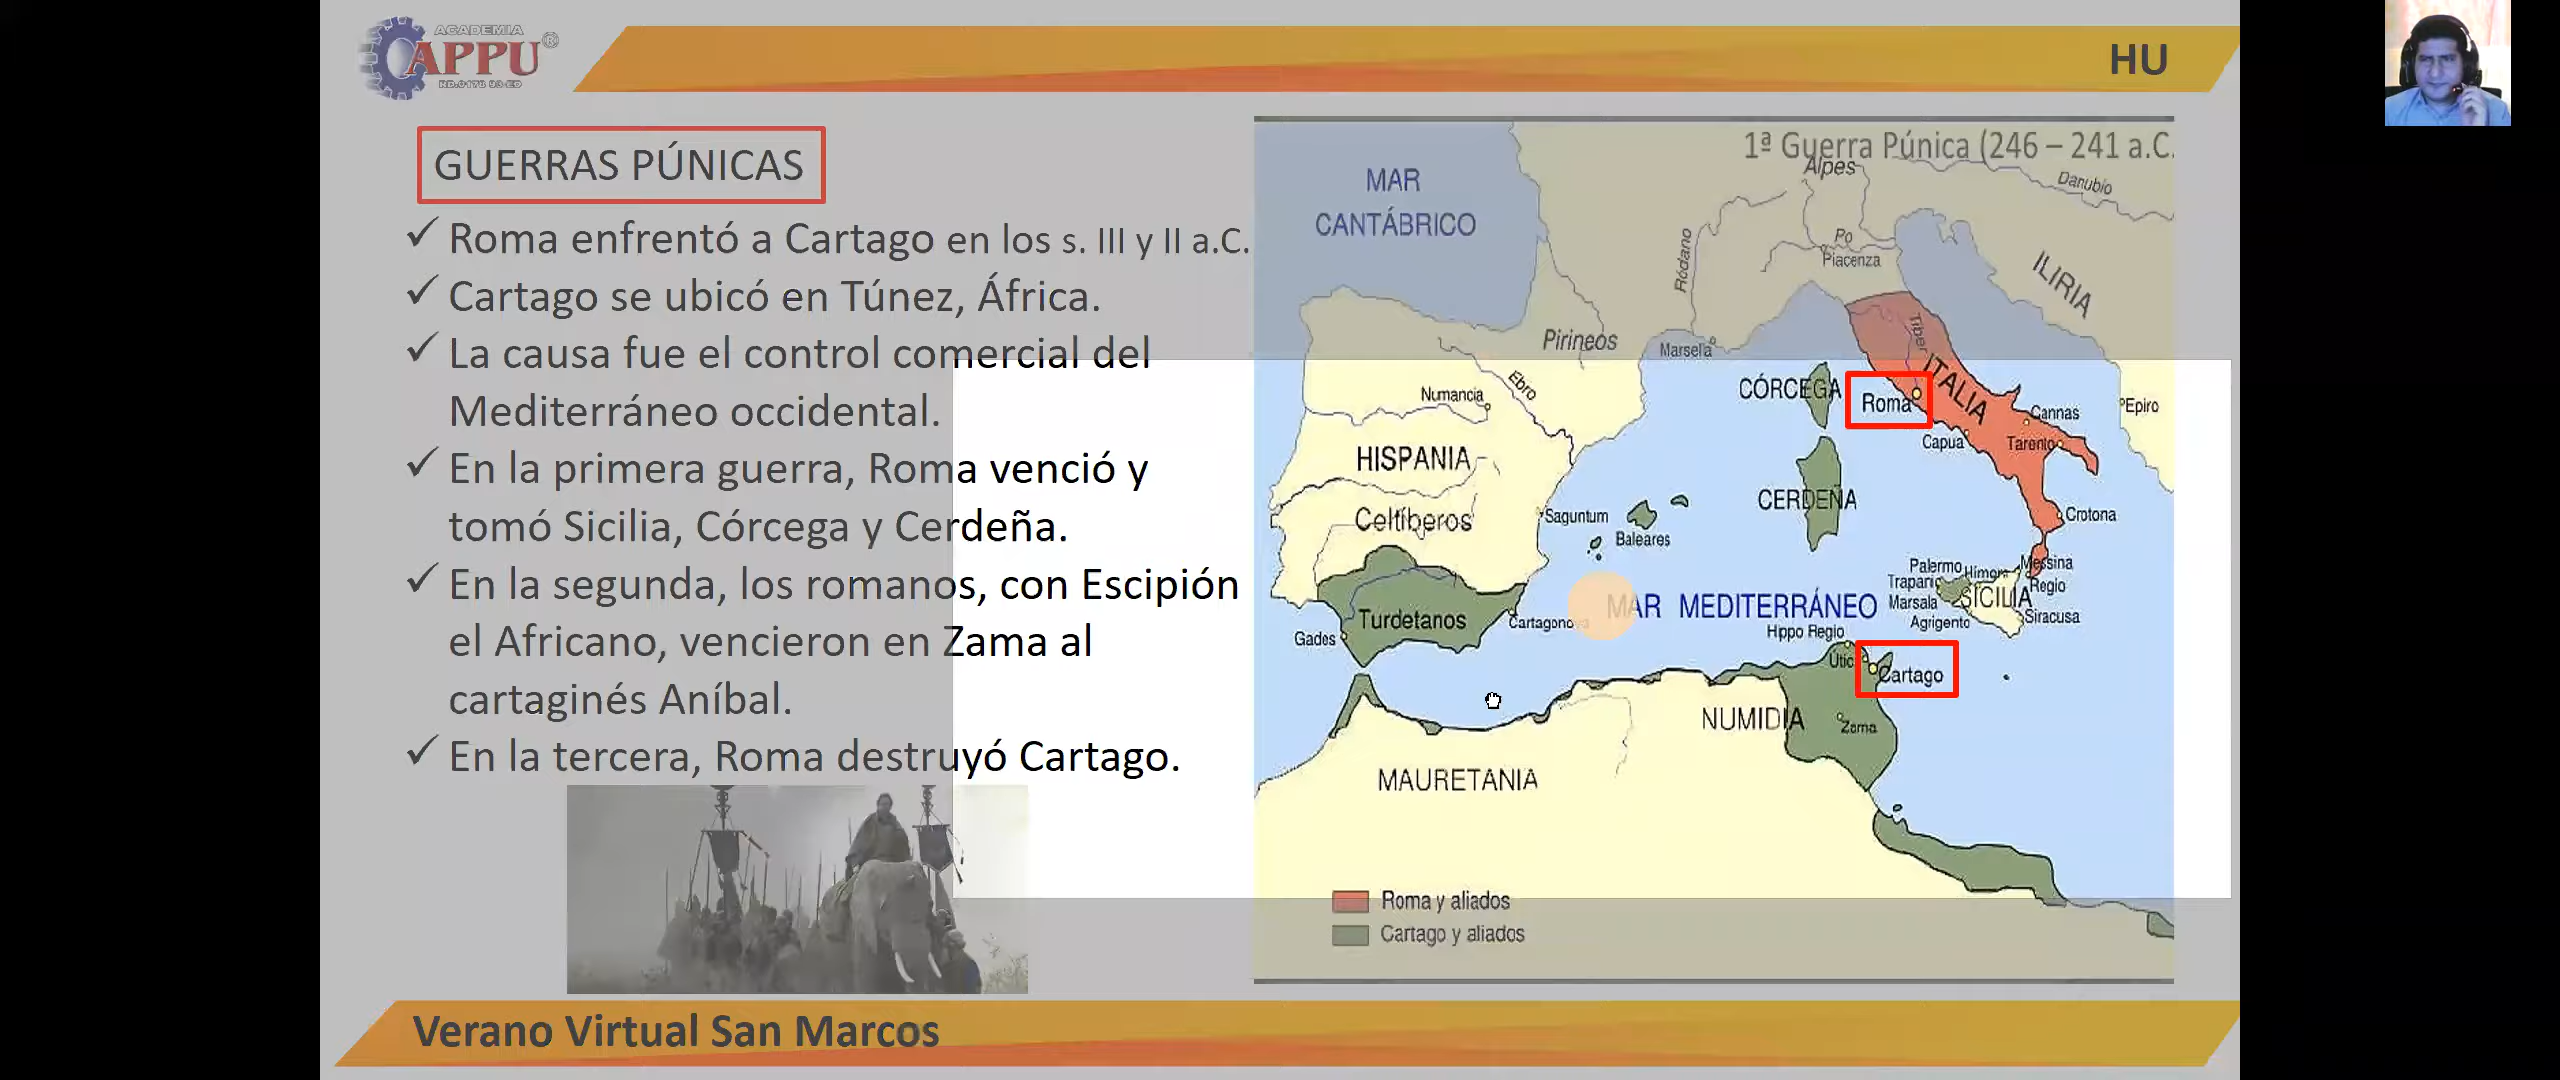 ACADEMIA
CAPPU®
RD.0178 93-ED
HU
GUERRAS PÚNICAS
✓ Roma enfrentó a Cartago en los s. III y II a.C.
✓ Cartago se ubicó en Túnez, África.
✓ La causa fue el control comercial del
Mediterráneo occidental.
✓ En la primera guerra, Roma venció y
tomó Sicilia, Córcega y Cerdeña.
✓ En la segunda, los romanos, con Escipión
el Africano, vencieron en Zama al
cartaginés Aníbal.
✓ En la tercera, Roma destruyó Cartago.
1ª Guerra Púnica (246 – 241 a.C.
Alpes
Danubio
MAR
CANTÁBRICO
Ródano
Po
Piacenza
ILIRIA
Pirineos
Marsella
Tiber
ITALIA
CÓRCEGA
Roma
Numancia
Ebro
Cannas
Epiro
Capua
Tarento
HISPANIA
CERDEÑA
Celtíberos
Saguntum
Baleares
Crotona
Palermo
Himera
Messina
Trapani
Regio
Marsala
SICILIA
MAR MEDITERRÁNEO
Turdetanos
Cartagonova
Agrigento
Siracusa
Gades
Hippo Regio
Útica
Cartago
NUMIDIA
Zama
MAURETANIA
Roma y aliados
Cartago y aliados
Verano Virtual San Marcos